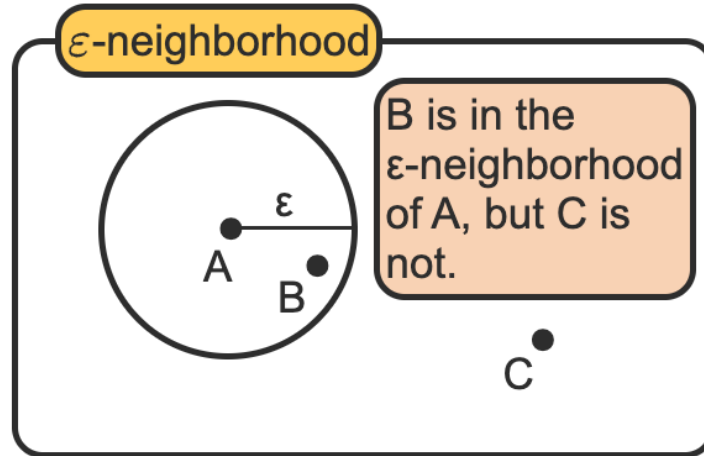 ε-neighborhood
B is in the
ε-neighborhood
of A, but C is
not.
ε
A
B
C